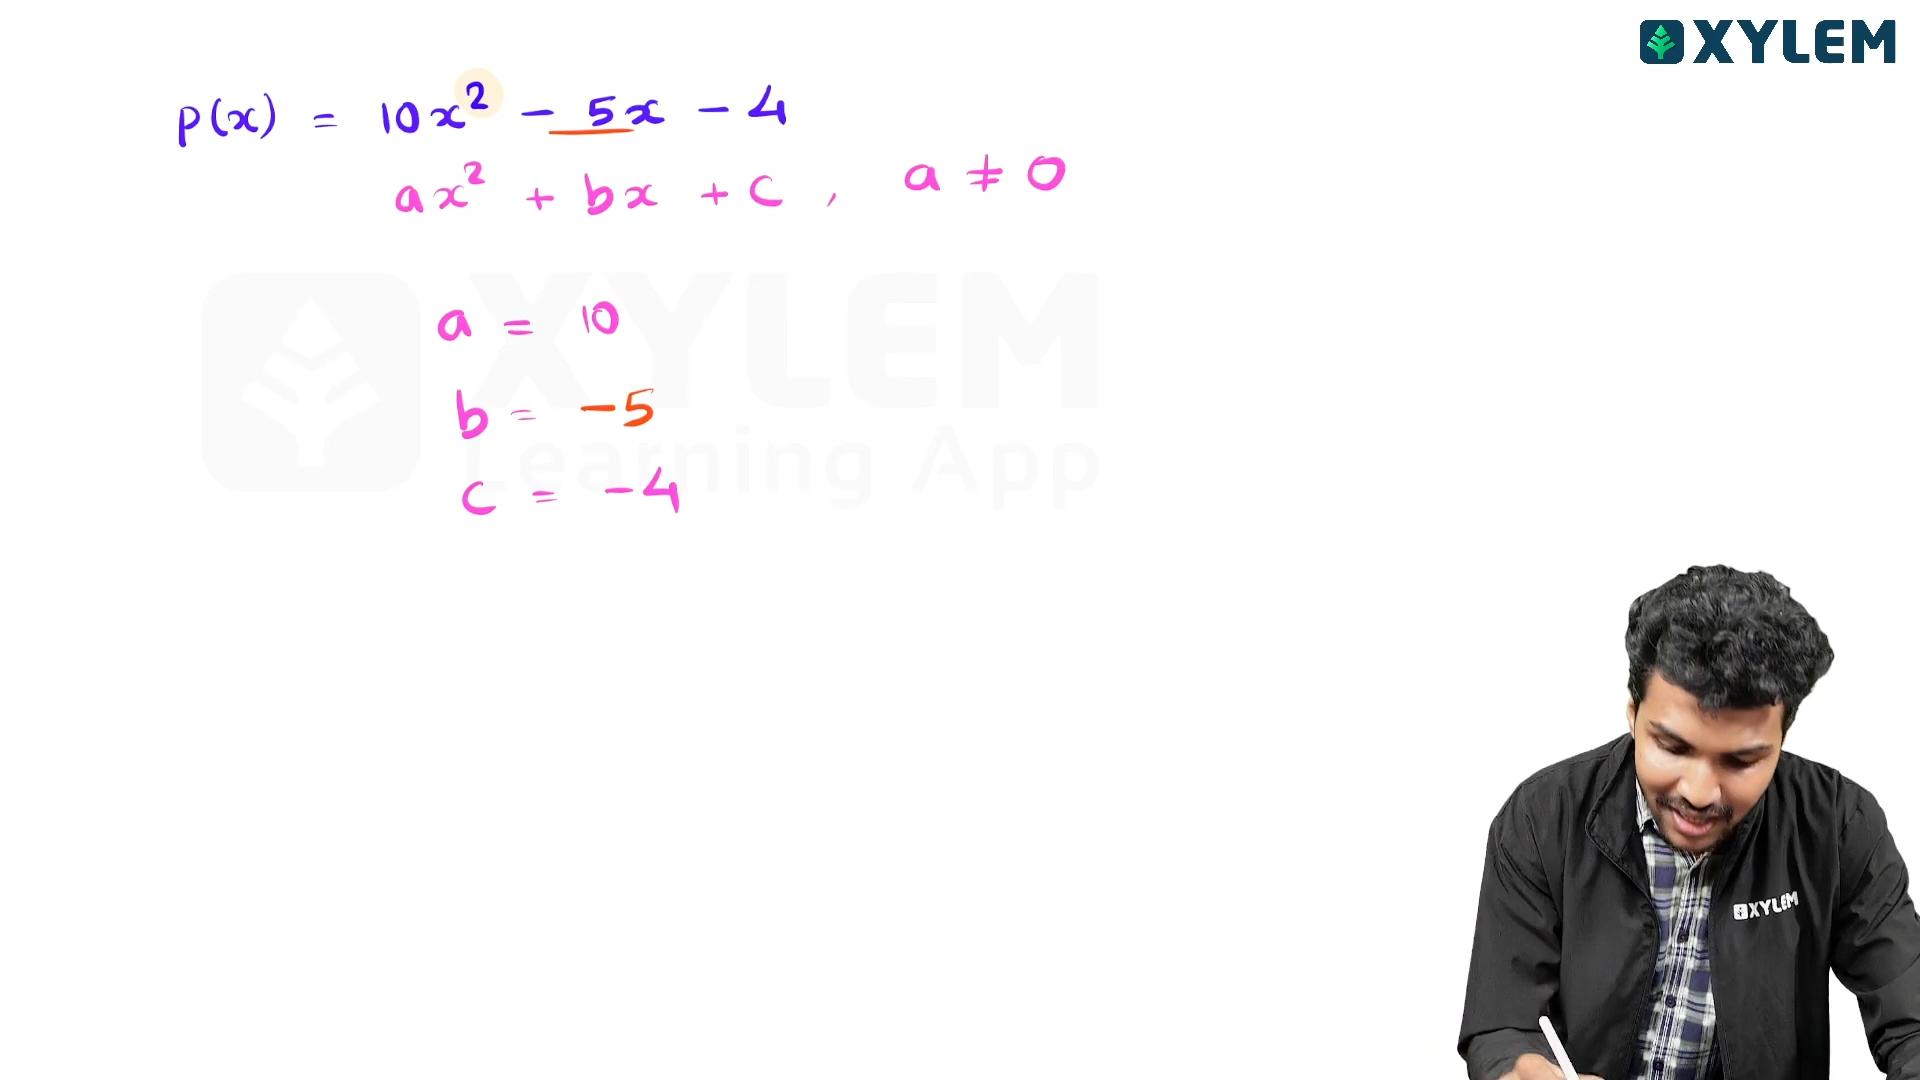 XYLEM
p(x) = 10x² - 5x - 4
ax² + bx + c , a ≠ 0
XYLEM
Learning App
a = 10
b = -5
c = -4
XYLEM